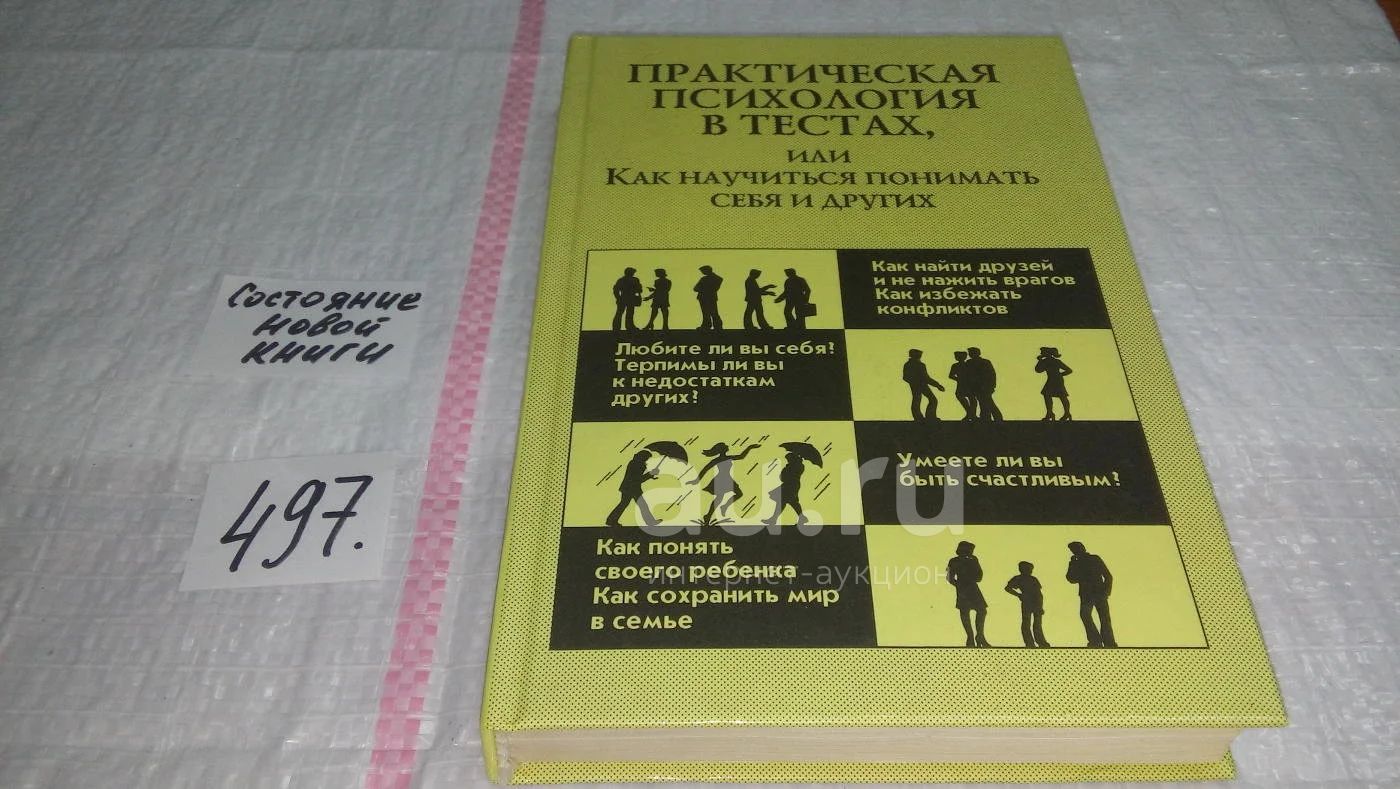 ПРАКТИЧЕСКАЯ
ПСИХОЛОГИЯ
В ТЕСТАХ,
ИЛИ
КАК НАУЧИТЬСЯ ПОНИМАТЬ
СЕБЯ И ДРУГИХ
Как найти друзей
и не нажить врагов
Как избежать
конфликтов
Любите ли вы себя?
Терпимы ли вы
к недостаткам
других?
Умеете ли вы
быть счастливым?
Как понять
своего ребенка
Как сохранить мир
в семье
Состояние
новой
книги
497.
au.ru
интернет-аукцион